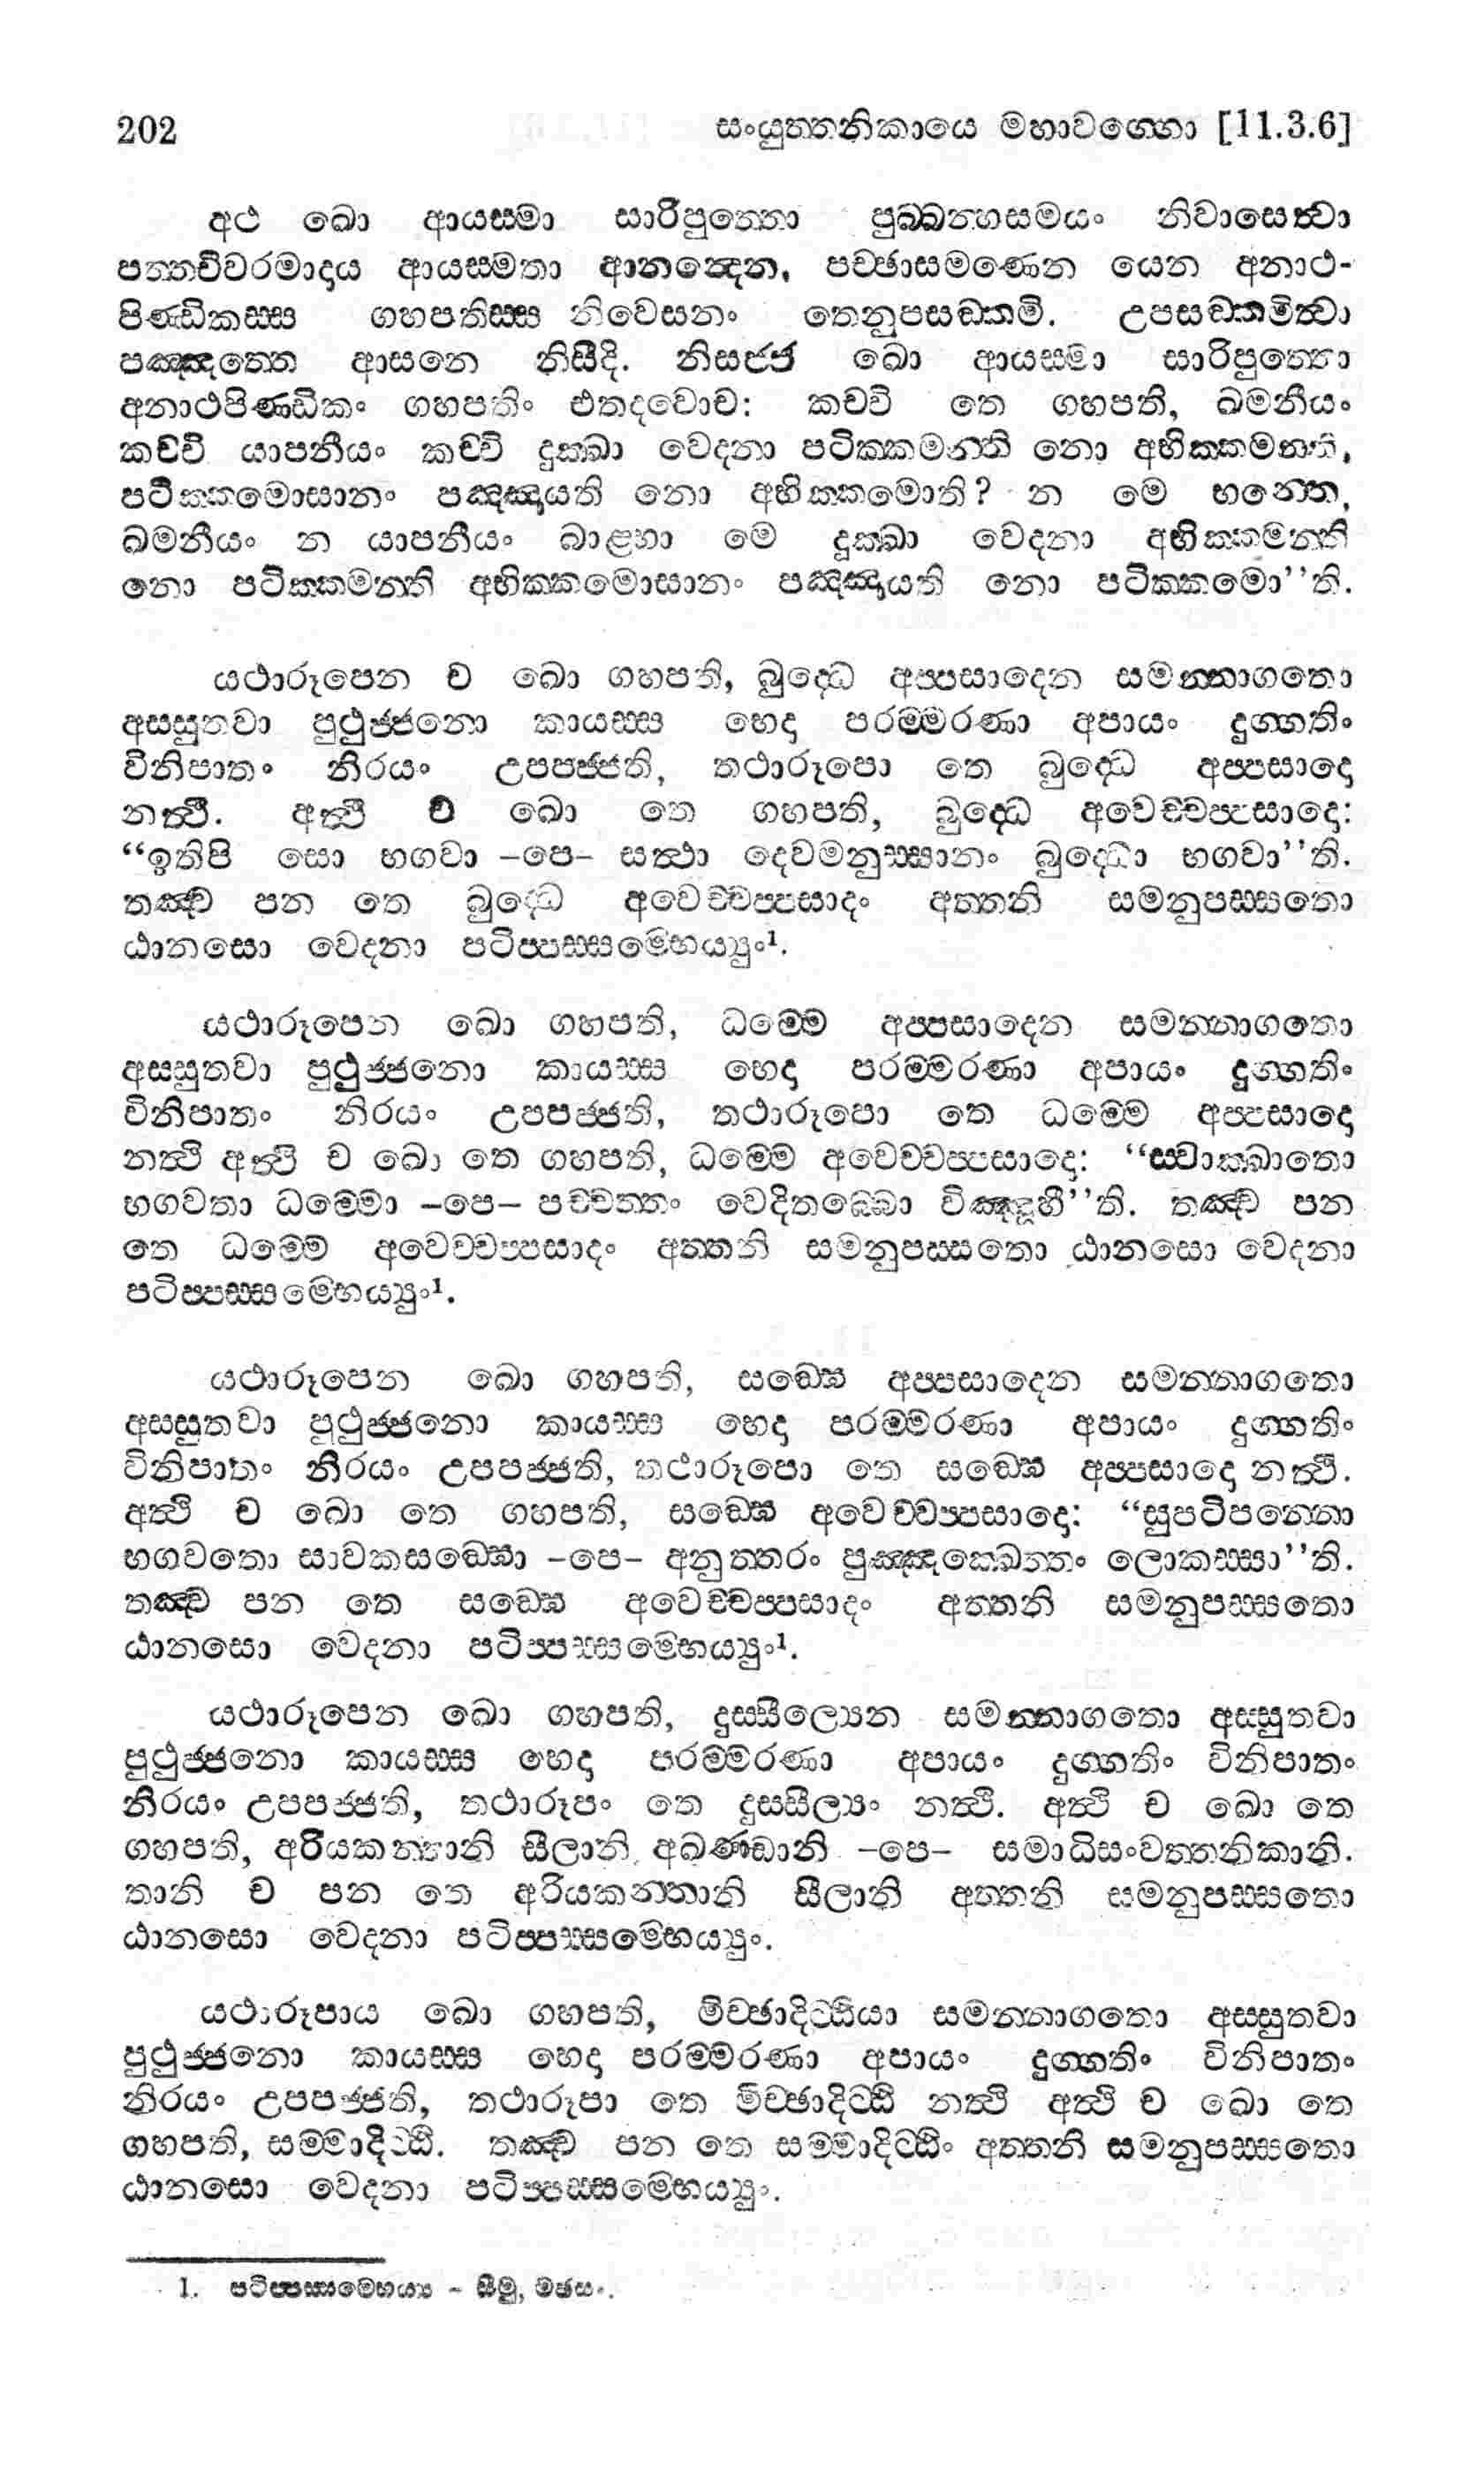 202 සංයුත්තනිකායෙ මහාවග්ගො [11.3.6]
අථ ඛො ආයස්මා සාරිපුත්තො පුබ්බන්හසමයං නිවාසෙත්වා
පත්තචීවරමාදාය ආයස්මතා ආනන්දෙන, පච්ඡාසමණෙන යෙන අනාථ-
පිණ්ඩිකස්ස ගහපතිස්ස නිවෙසනං තෙනුපසඞ්කමි. උපසඞ්කමිත්වා
පඤ්ඤත්තෙ ආසනෙ නිසීදි. නිසජ්ජ ඛො ආයස්මා සාරිපුත්තො
අනාථපිණ්ඩිකං ගහපතිං එතදවොච: කච්චි තෙ ගහපති, ඛමනීයං
කච්චි යාපනීයං කච්චි දුක්ඛා වෙදනා පටික්කමන්ති නො අභික්කමන්ති,
පටික්කමොසානං පඤ්ඤායති නො අභික්කමොති? න මෙ භන්තෙ,
ඛමනීයං න යාපනීයං බාළ්හා මෙ දුක්ඛා වෙදනා අභික්කමන්ති
නො පටික්කමන්ති අභික්කමොසානං පඤ්ඤායති නො පටික්කමො’’ති.
යථාරූපෙන ච ඛො ගහපති, බුද්ධෙ අප්පසාදෙන සමන්නාගතො
අස්සුතවා පුථුජ්ජනො කායස්ස භෙදා පරම්මරණා අපායං දුග්ගතිං
විනිපාතං නිරයං උපපජ්ජති, තථාරූපො තෙ බුද්ධෙ අප්පසාදො
නත්ථි. අත්ථි ච ඛො තෙ ගහපති, බුද්ධෙ අවෙච්චප්පසාදො:
‘‘ඉතිපි සො භගවා –පෙ– සත්ථා දෙවමනුස්සානං බුද්ධො භගවා’’ති.
තඤ්ච පන තෙ බුද්ධෙ අවෙච්චප්පසාදං අත්තනි සමනුපස්සතො
ඨානසො වෙදනා පටිප්පස්සම්භෙය්‍යුං¹.
යථාරූපෙන ඛො ගහපති, ධම්මෙ අප්පසාදෙන සමන්නාගතො
අස්සුතවා පුථුජ්ජනො කායස්ස භෙදා පරම්මරණා අපායං දුග්ගතිං
විනිපාතං නිරයං උපපජ්ජති, තථාරූපො තෙ ධම්මෙ අප්පසාදො
නත්ථි අත්ථි ච ඛො තෙ ගහපති, ධම්මෙ අවෙච්චප්පසාදො: ‘‘ස්වාක්ඛාතො
භගවතා ධම්මො –පෙ– පච්චත්තං වෙදිතබ්බො විඤ්ඤූහී’’ති. තඤ්ච පන
තෙ ධම්මෙ අවෙච්චප්පසාදං අත්තනි සමනුපස්සතො ඨානසො වෙදනා
පටිප්පස්සම්භෙය්‍යුං¹.
යථාරූපෙන ඛො ගහපති, සඞ්ඝෙ අප්පසාදෙන සමන්නාගතො
අස්සුතවා පුථුජ්ජනො කායස්ස භෙදා පරම්මරණා අපායං දුග්ගතිං
විනිපාතං නිරයං උපපජ්ජති, තථාරූපො තෙ සඞ්ඝෙ අප්පසාදො නත්ථි.
අත්ථි ච ඛො තෙ ගහපති, සඞ්ඝෙ අවෙච්චප්පසාදො: ‘‘සුපටිපන්නො
භගවතො සාවකසඞ්ඝො –පෙ– අනුත්තරං පුඤ්ඤක්ඛෙත්තං ලොකස්සා’’ති.
තඤ්ච පන තෙ සඞ්ඝෙ අවෙච්චප්පසාදං අත්තනි සමනුපස්සතො
ඨානසො වෙදනා පටිප්පස්සම්භෙය්‍යුං¹.
යථාරූපෙන ඛො ගහපති, දුස්සීල්‍යෙන සමන්නාගතො අස්සුතවා
පුථුජ්ජනො කායස්ස භෙදා පරම්මරණා අපායං දුග්ගතිං විනිපාතං
නිරයං උපපජ්ජති, තථාරූපං තෙ දුස්සීල්‍යං නත්ථි. අත්ථි ච ඛො තෙ
ගහපති, අරියකන්තානි සීලානි අඛණ්ඩානි –පෙ– සමාධිසංවත්තනිකානි.
තානි ච පන තෙ අරියකන්තානි සීලානි අත්තනි සමනුපස්සතො
ඨානසො වෙදනා පටිප්පස්සම්භෙය්‍යුං.
යථාරූපාය ඛො ගහපති, මිච්ඡාදිට්ඨියා සමන්නාගතො අස්සුතවා
පුථුජ්ජනො කායස්ස භෙදා පරම්මරණා අපායං දුග්ගතිං විනිපාතං
නිරයං උපපජ්ජති, තථාරූපා තෙ මිච්ඡාදිට්ඨි නත්ථි අත්ථි ච ඛො තෙ
ගහපති, සම්මාදිට්ඨි. තඤ්ච පන තෙ සම්මාදිට්ඨිං අත්තනි සමනුපස්සතො
ඨානසො වෙදනා පටිප්පස්සම්භෙය්‍යුං.
1. පටිප්පස්සම්භෙය්‍ය - සීමු, මඡසං.